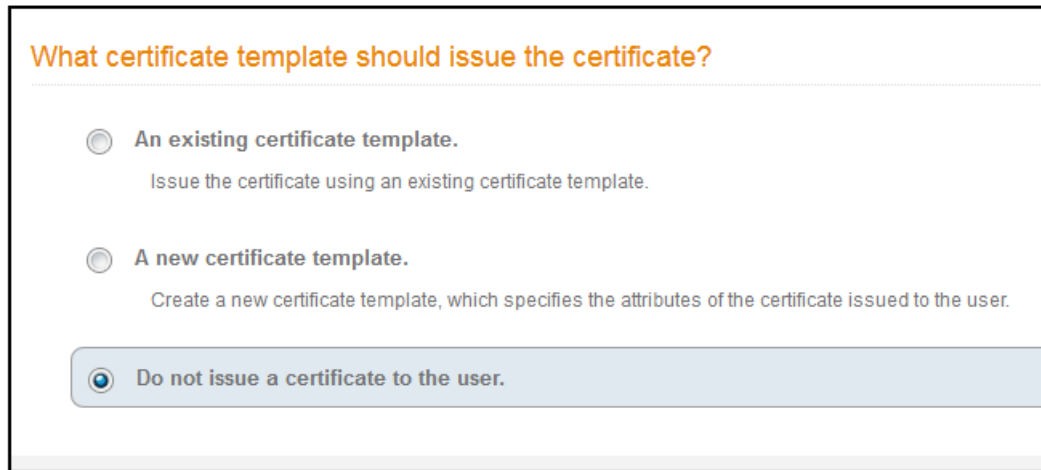 What certificate template should issue the certificate?
An existing certificate template.
Issue the certificate using an existing certificate template.
A new certificate template.
Create a new certificate template, which specifies the attributes of the certificate issued to the user.
Do not issue a certificate to the user.